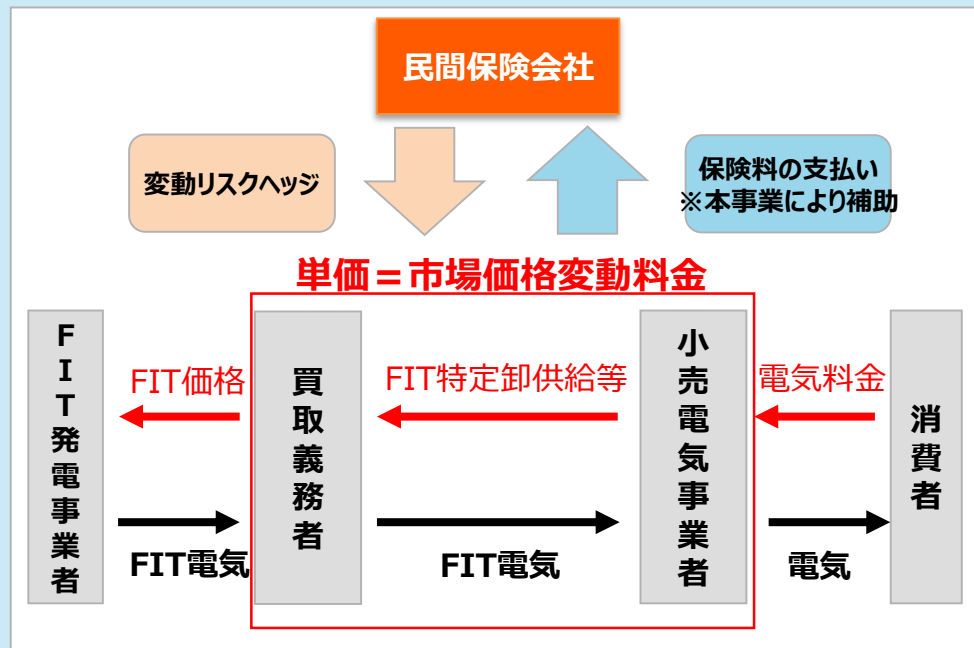 民間保険会社
変動リスクヘッジ
保険料の支払い
※本事業により補助
単価＝市場価格変動料金
FIT発電事業者
FIT価格
FIT電気
買取義務者
FIT特定卸供給等
FIT電気
小売電気事業者
電気料金
電気
消費者